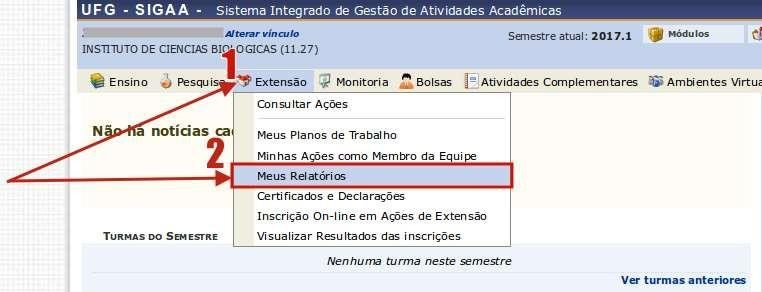 UFG - SIGAA - Sistema Integrado de Gestão de Atividades Acadêmicas
Alterar vínculo
Semestre atual: 2017.1
Módulos
INSTITUTO DE CIENCIAS BIOLOGICAS (11.27)
1
Ensino Pesquisa Extensão Monitoria Bolsas Atividades Complementares Ambientes Virtua
Consultar Ações
Não há notícias cad
Meus Planos de Trabalho
2
Minhas Ações como Membro da Equipe
Meus Relatórios
Certificados e Declarações
Inscrição On-line em Ações de Extensão
Visualizar Resultados das inscrições
TURMAS DO SEMESTRE
Nenhuma turma neste semestre
Ver turmas anteriores